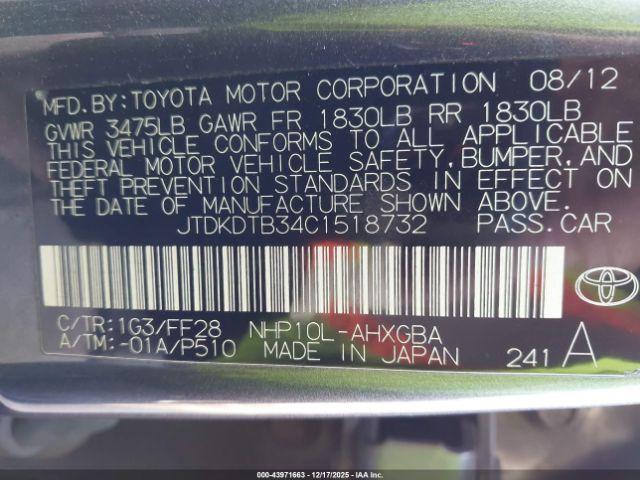 MFD. BY: TOYOTA MOTOR CORPORATION 08/12
GVWR 3475LB GAWR FR 1830LB RR 1830LB
THIS VEHICLE CONFORMS TO ALL APPLICABLE
FEDERAL MOTOR VEHICLE SAFETY, BUMPER, AND
THEFT PREVENTION STANDARDS IN EFFECT ON
THE DATE OF MANUFACTURE SHOWN ABOVE.
JTDKDTB34C1518732 PASS. CAR
C/TR: 1G3/FF28 NHP10L-AHXGBA
A/TM: -01A/P510 MADE IN JAPAN 241 A
000-43971663 - 12/17/2025 - IAAI.COM